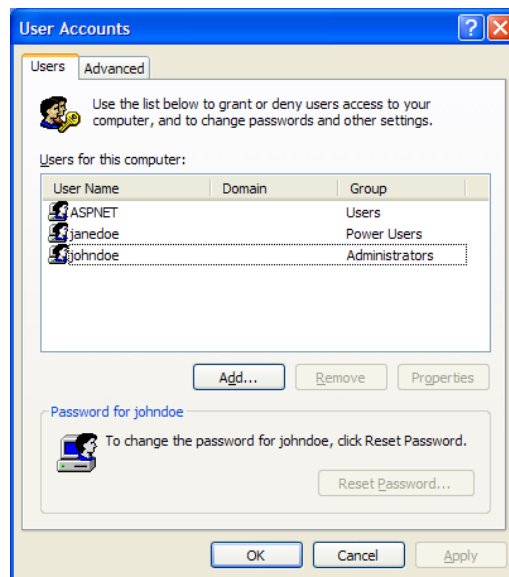 User Accounts
Users Advanced
Use the list below to grant or deny users access to your
computer, and to change passwords and other settings.
Users for this computer:
User Name Domain Group
ASPNET Users
janedoe Power Users
johndoe Administrators
Add... Remove Properties
Password for johndoe
To change the password for johndoe, click Reset Password.
Reset Password...
OK Cancel Apply